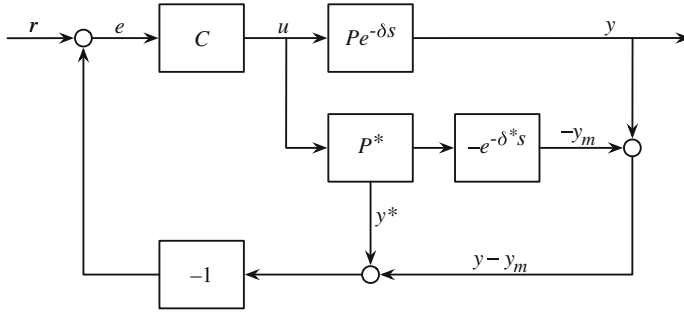 r e C u Pe^{-δs} y
P* −e^{-δ*s} −y_m
y*
−1 y − y_m